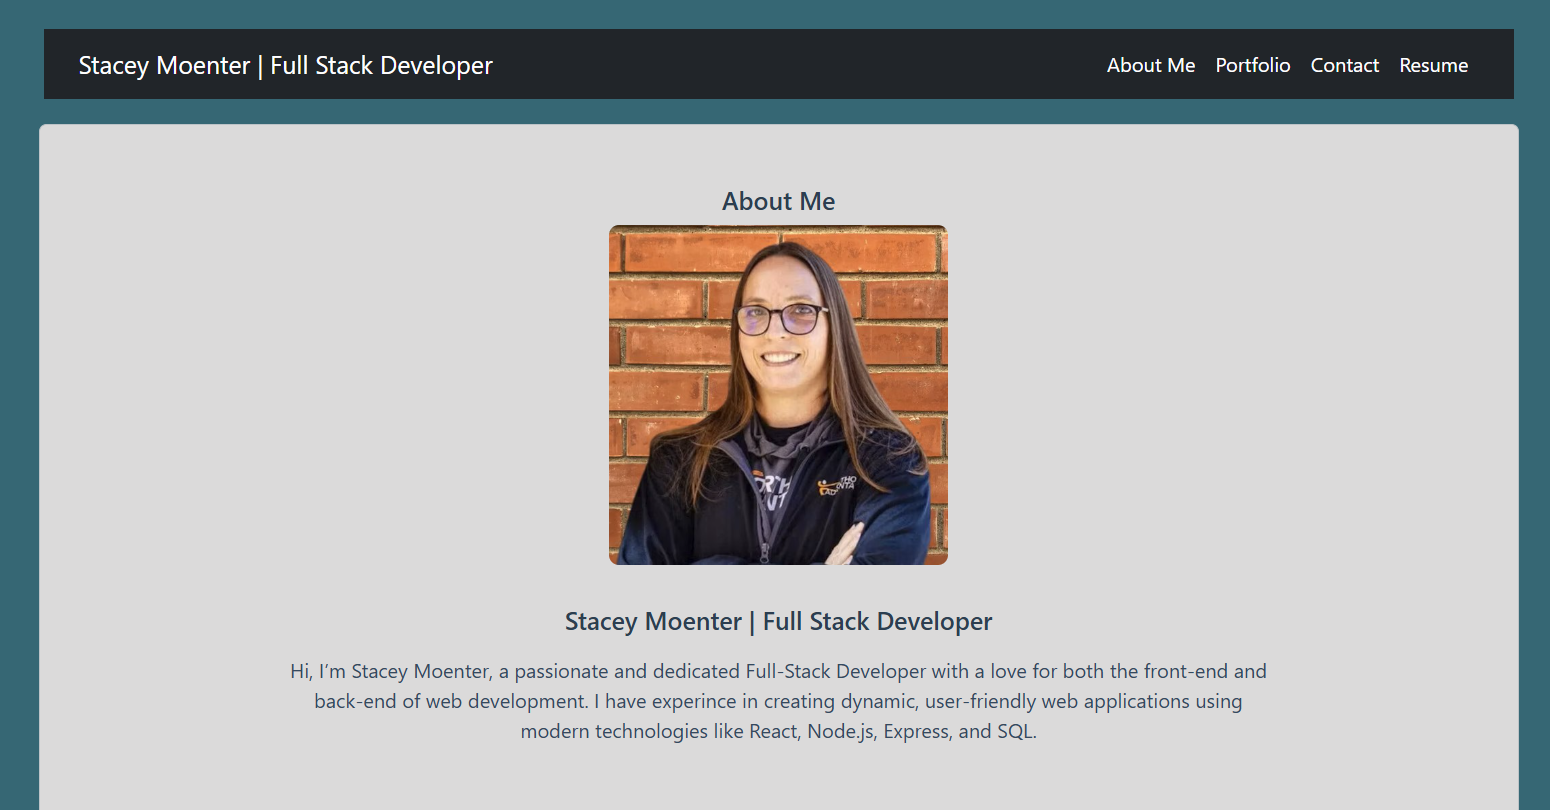 Stacey Moenter | Full Stack Developer
About Me Portfolio Contact Resume
About Me
Stacey Moenter | Full Stack Developer
Hi, I’m Stacey Moenter, a passionate and dedicated Full-Stack Developer with a love for both the front-end and
back-end of web development. I have experince in creating dynamic, user-friendly web applications using
modern technologies like React, Node.js, Express, and SQL.